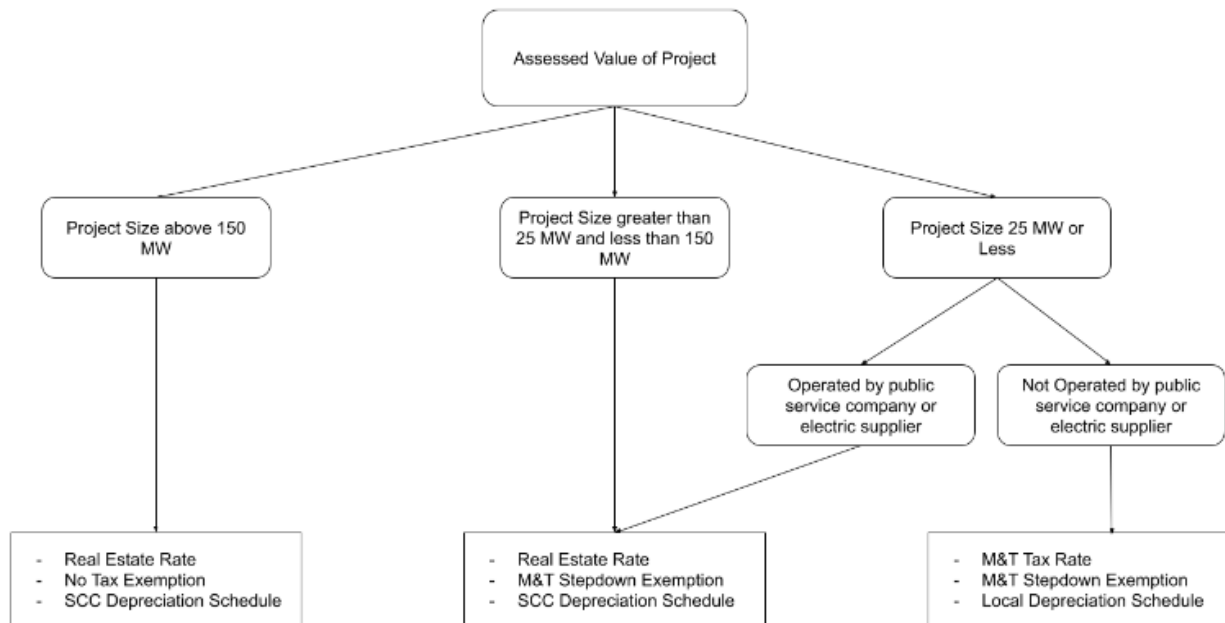 Assessed Value of Project
Project Size above 150
MW
Project Size greater than
25 MW and less than 150
MW
Project Size 25 MW or
Less
Operated by public
service company or
electric supplier
Not Operated by public
service company or
electric supplier
- Real Estate Rate
- No Tax Exemption
- SCC Depreciation Schedule
- Real Estate Rate
- M&T Stepdown Exemption
- SCC Depreciation Schedule
- M&T Tax Rate
- M&T Stepdown Exemption
- Local Depreciation Schedule